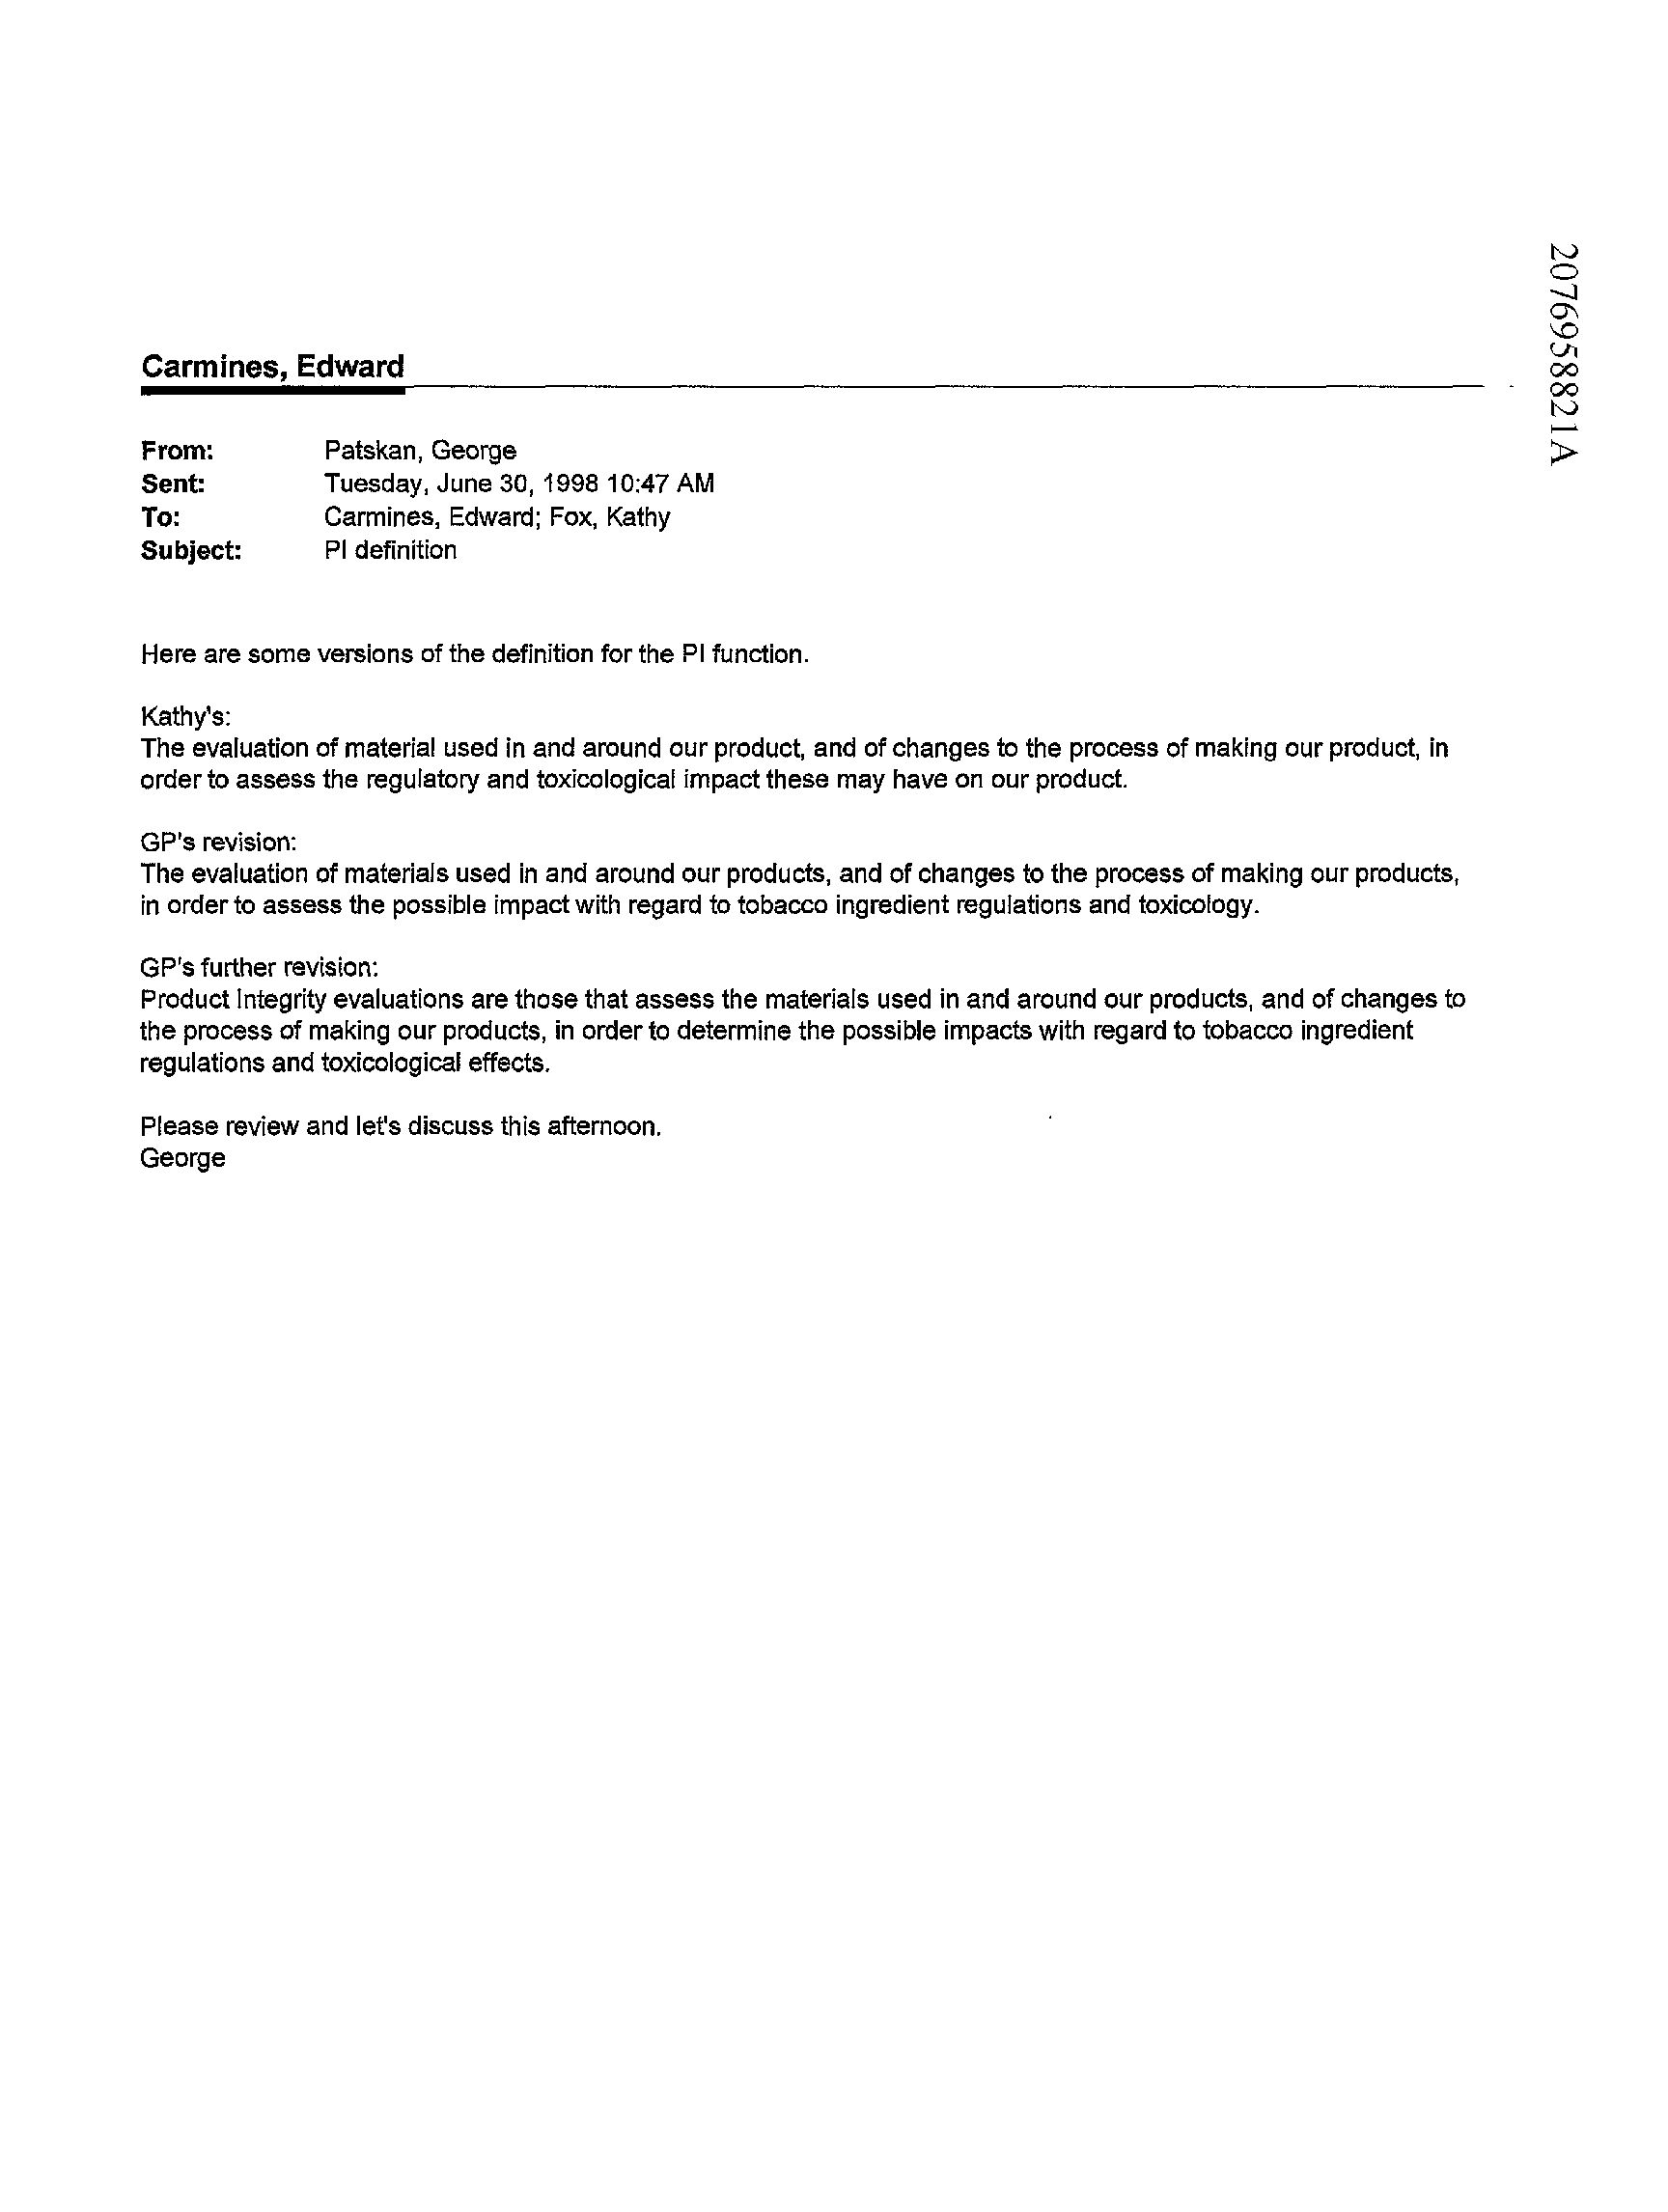 2076958821A
Carmines, Edward
From: Patskan, George
Sent: Tuesday, June 30, 1998 10:47 AM
To: Carmines, Edward; Fox, Kathy
Subject: PI definition
Here are some versions of the definition for the PI function.
Kathy's:
The evaluation of material used in and around our product, and of changes to the process of making our product, in
order to assess the regulatory and toxicological impact these may have on our product.
GP's revision:
The evaluation of materials used in and around our products, and of changes to the process of making our products,
in order to assess the possible impact with regard to tobacco ingredient regulations and toxicology.
GP's further revision:
Product Integrity evaluations are those that assess the materials used in and around our products, and of changes to
the process of making our products, in order to determine the possible impacts with regard to tobacco ingredient
regulations and toxicological effects.
Please review and let's discuss this afternoon.
George